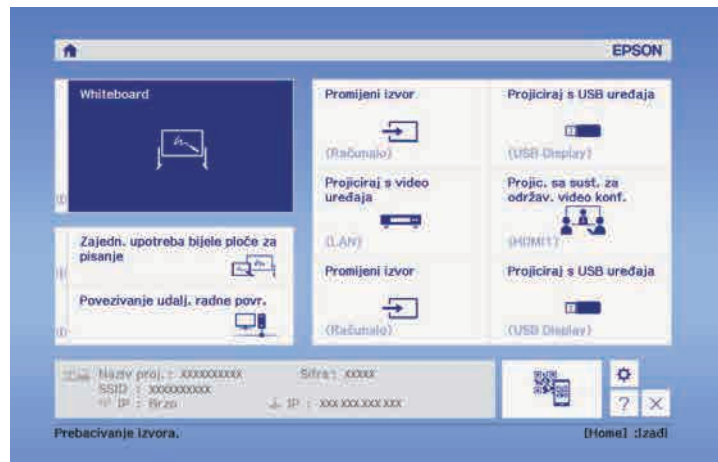 EPSON
Whiteboard
Promijeni izvor
(Računalo)
Projiciraj s USB uređaja
(USB Display)
Projiciraj s video
uređaja
(LAN)
Projic. sa sust. za
održav. video konf.
(HDMI1)
Zajedn. upotreba bijele ploče za
pisanje
Povezivanje udalj. radne povr.
Promijeni izvor
(Računalo)
Projiciraj s USB uređaja
(USB Display)
Naziv proj. : XXXXXXXXXX Šifra : XXXXX
SSID : XXXXXXXXXX
IP : Brzo IP : XXX.XXX.XXX.XXX
?
Prebacivanje izvora. [Home] :Izađi